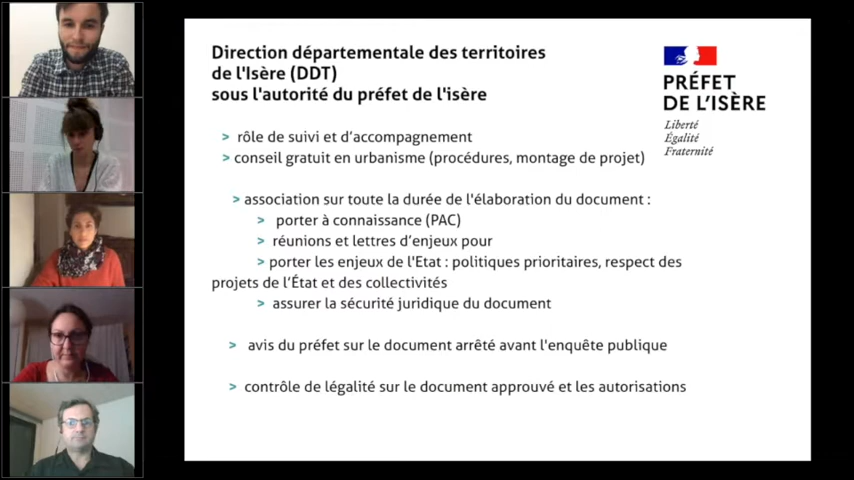 Direction départementale des territoires
de l'Isère (DDT)
sous l'autorité du préfet de l'isère
PRÉFET
DE L'ISÈRE
Liberté
Égalité
Fraternité
> rôle de suivi et d'accompagnement
> conseil gratuit en urbanisme (procédures, montage de projet)
> association sur toute la durée de l'élaboration du document :
> porter à connaissance (PAC)
> réunions et lettres d'enjeux pour
> porter les enjeux de l'Etat : politiques prioritaires, respect des
projets de l'État et des collectivités
> assurer la sécurité juridique du document
> avis du préfet sur le document arrêté avant l'enquête publique
> contrôle de légalité sur le document approuvé et les autorisations